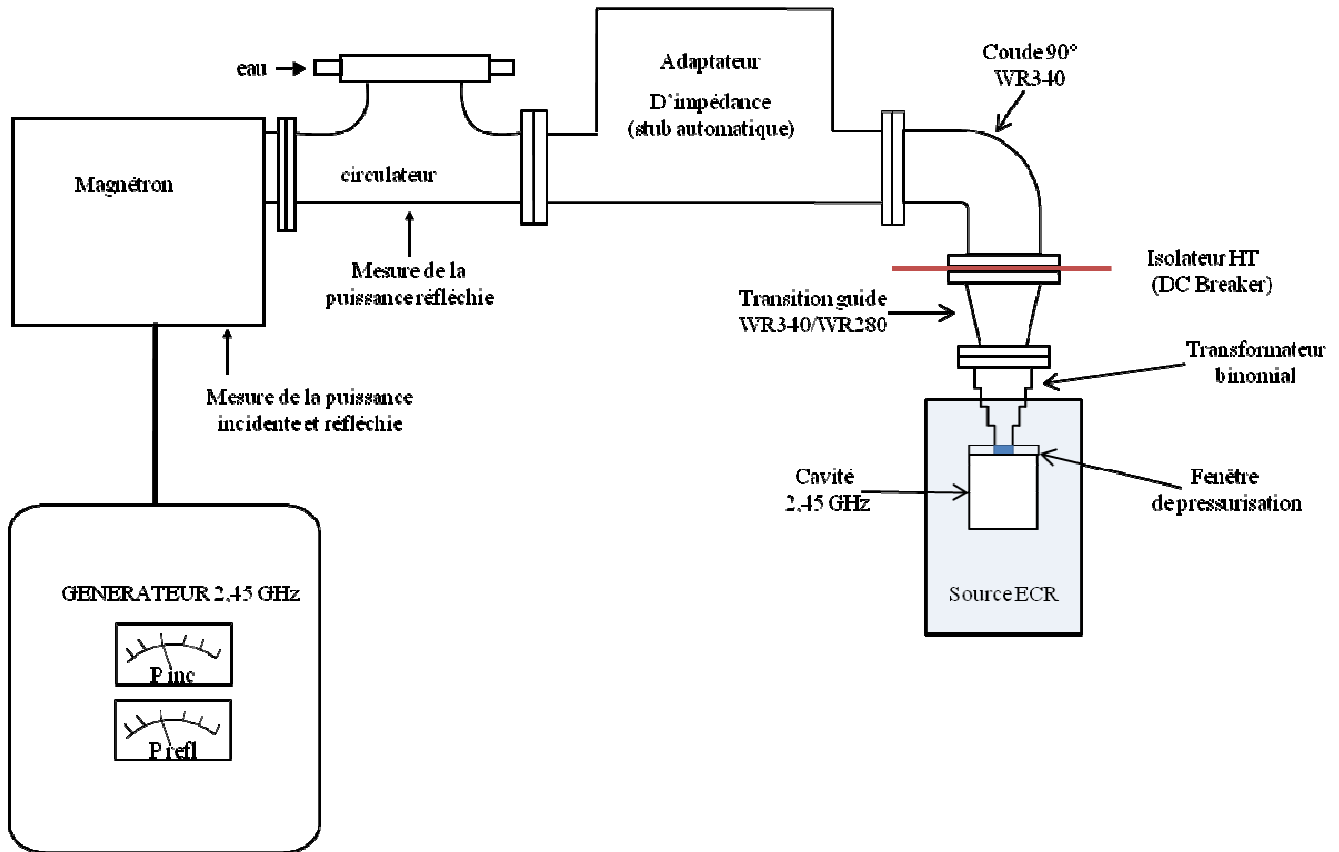 eau
Adaptateur
D'impédance
(stub automatique)
Coude 90°
WR340
Magnétron
circulateur
Mesure de la
puissance réfléchie
Isolateur HT
(DC Breaker)
Transition guide
WR340/WR280
Transformateur
binomial
Mesure de la puissance
incidente et réfléchie
Cavité
2,45 GHz
Fenêtre
de pressurisation
GENERATEUR 2,45 GHz
P inc
P refl
Source ECR